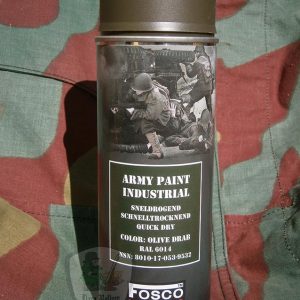 ARMY PAINT
INDUSTRIAL
SNELDROGEND
SCHNELLTROCKNEND
QUICK DRY
COLOR: OLIVE DRAB
RAL 6014
NSN: 8010-17-053-9532
FOSCO